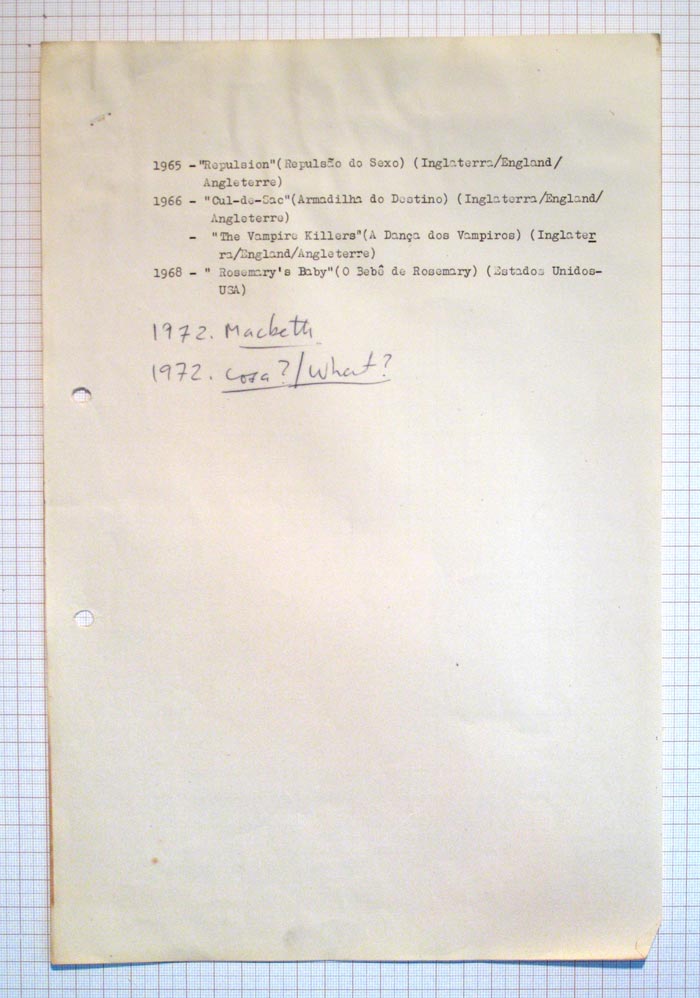 1965 -"Repulsion"(Repulsão do Sexo) (Inglaterra/England/
Angleterre)
1966 - "Cul-de-Sac"(Armadilha do Destino) (Inglaterra/England/
Angleterre)
- "The Vampire Killers"(A Dança dos Vampiros) (Inglater
ra/England/Angleterre)
1968 - " Rosemary's Baby"(O Bebê de Rosemary) (Estados Unidos-
USA)
1972. Macbeth.
1972. Cosa?/What?